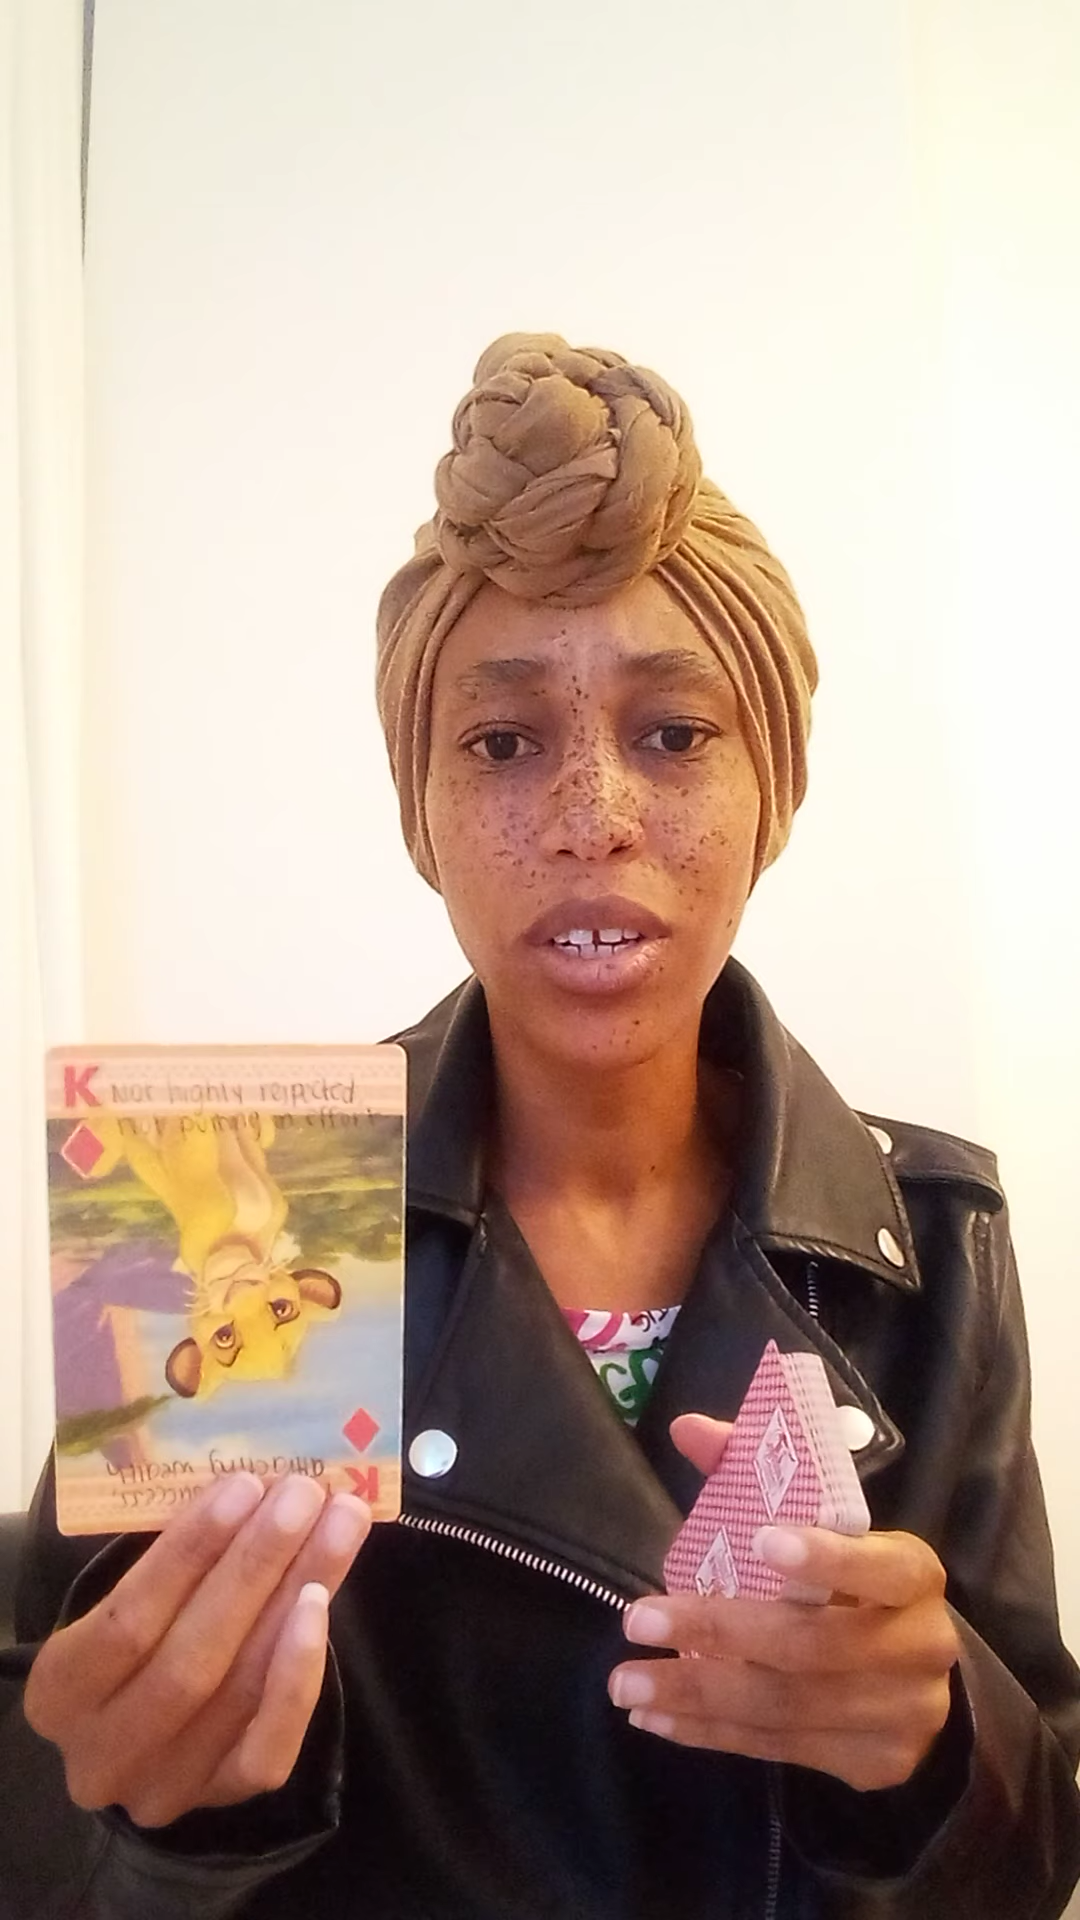 K Not highly respected,
not putting in effort
attracting wealth
success,
K